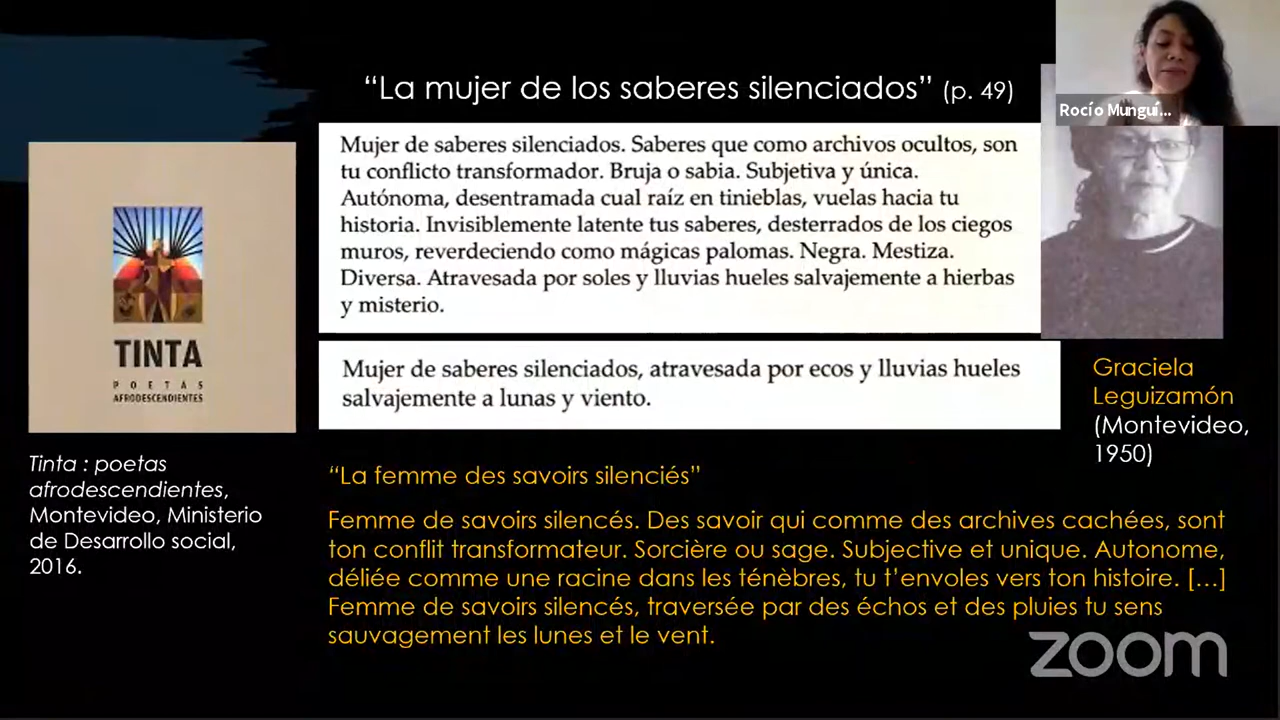 “La mujer de los saberes silenciados” (p. 49)
Rocío Munguí...
Mujer de saberes silenciados. Saberes que como archivos ocultos, son
tu conflicto transformador. Bruja o sabia. Subjetiva y única.
Autónoma, desentramada cual raíz en tinieblas, vuelas hacia tu
historia. Invisiblemente latente tus saberes, desterrados de los ciegos
muros, reverdeciendo como mágicas palomas. Negra. Mestiza.
Diversa. Atravesada por soles y lluvias hueles salvajemente a hierbas
y misterio.
Mujer de saberes silenciados, atravesada por ecos y lluvias hueles
salvajemente a lunas y viento.
TINTA
POETAS
AFRODESCENDIENTES
Tinta : poetas
afrodescendientes,
Montevideo, Ministerio
de Desarrollo social,
2016.
Graciela
Leguizamón
(Montevideo,
1950)
“La femme des savoirs silenciés”
Femme de savoirs silencés. Des savoir qui comme des archives cachées, sont
ton conflit transformateur. Sorcière ou sage. Subjective et unique. Autonome,
déliée comme une racine dans les ténèbres, tu t’envoles vers ton histoire. […]
Femme de savoirs silencés, traversée par des échos et des pluies tu sens
sauvagement les lunes et le vent.
zoom